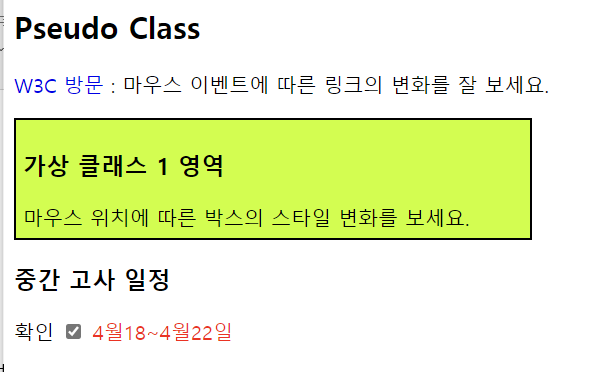 Pseudo Class
W3C 방문 : 마우스 이벤트에 따른 링크의 변화를 잘 보세요.
가상 클래스 1 영역
마우스 위치에 따른 박스의 스타일 변화를 보세요.
중간 고사 일정
확인 4월18~4월22일